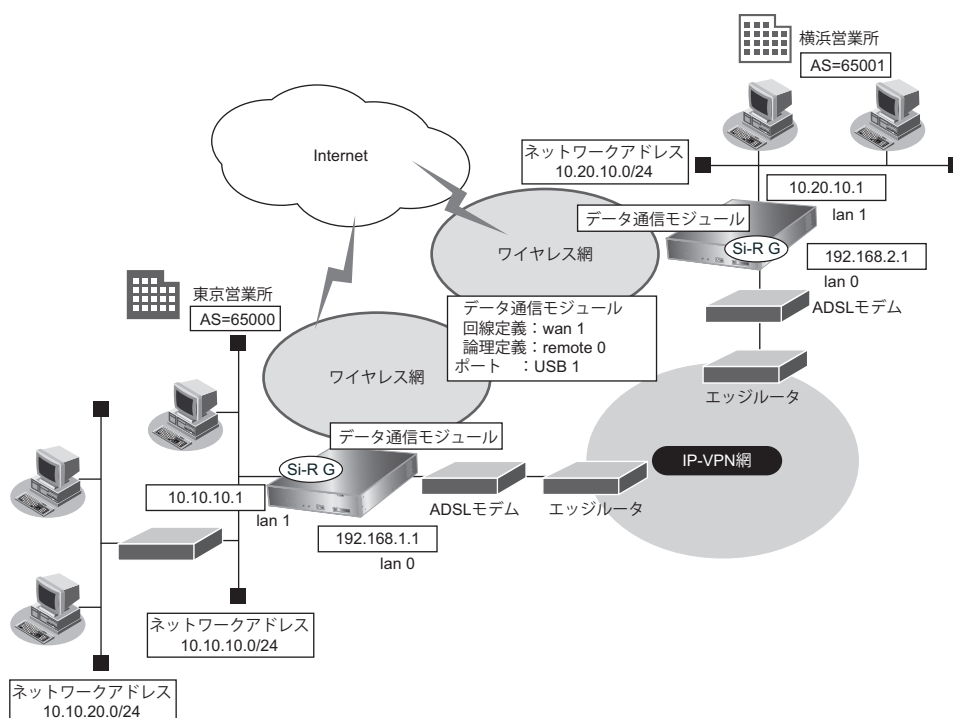 横浜営業所
AS=65001
Internet
ネットワークアドレス
10.20.10.0/24
10.20.10.1
lan 1
データ通信モジュール
Si-R G
192.168.2.1
lan 0
ワイヤレス網
ADSLモデム
東京営業所
AS=65000
データ通信モジュール
回線定義：wan 1
論理定義：remote 0
ポート　：USB 1
エッジルータ
ワイヤレス網
データ通信モジュール
IP-VPN網
Si-R G
10.10.10.1
lan 1
ADSLモデム
エッジルータ
192.168.1.1
lan 0
ネットワークアドレス
10.10.10.0/24
ネットワークアドレス
10.10.20.0/24